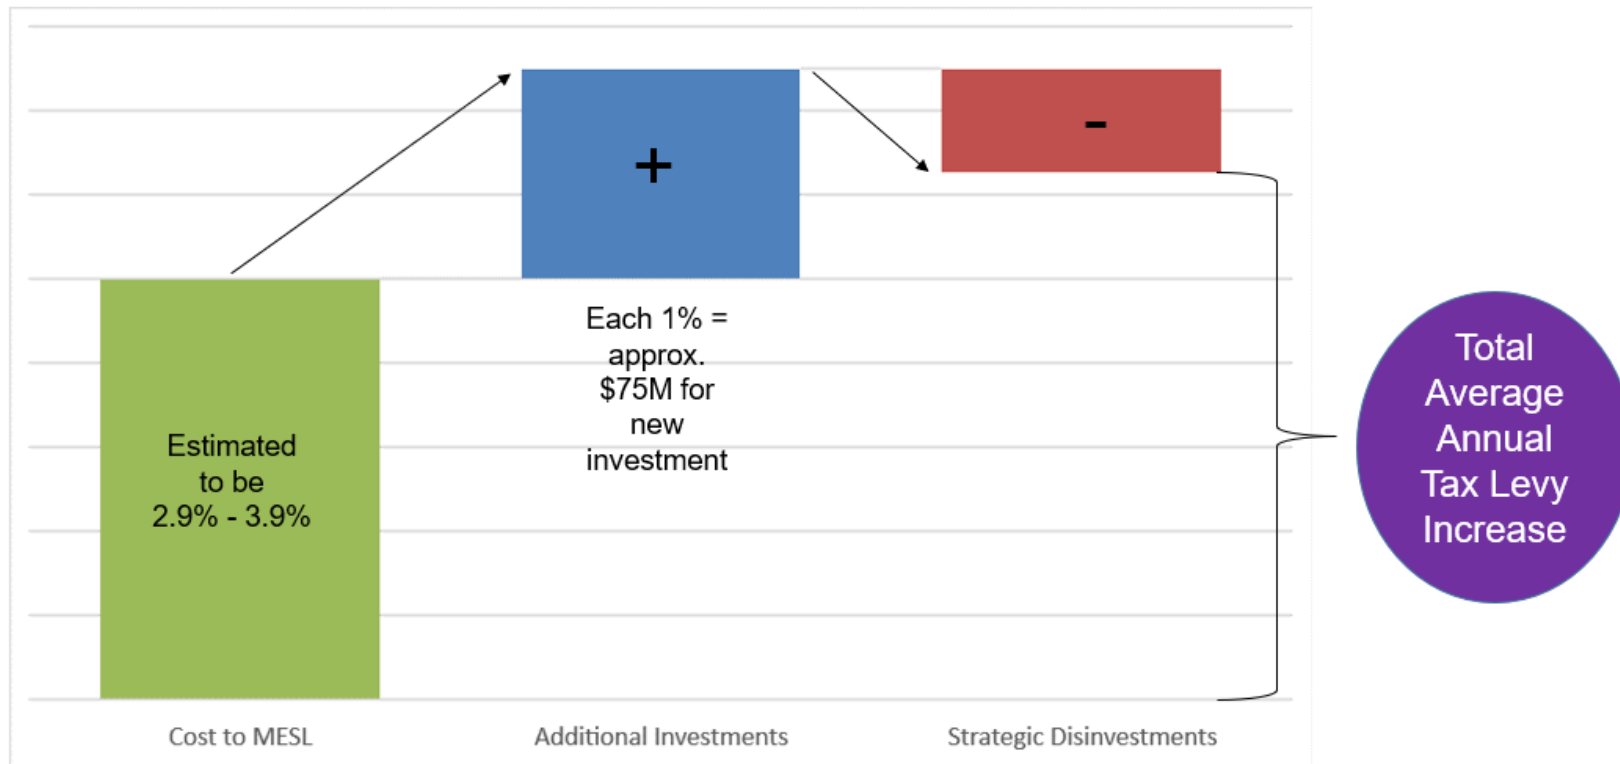 +
-
Estimated
to be
2.9% - 3.9%
Each 1% =
approx.
$75M for
new
investment
Total
Average
Annual
Tax Levy
Increase
Cost to MESL
Additional Investments
Strategic Disinvestments